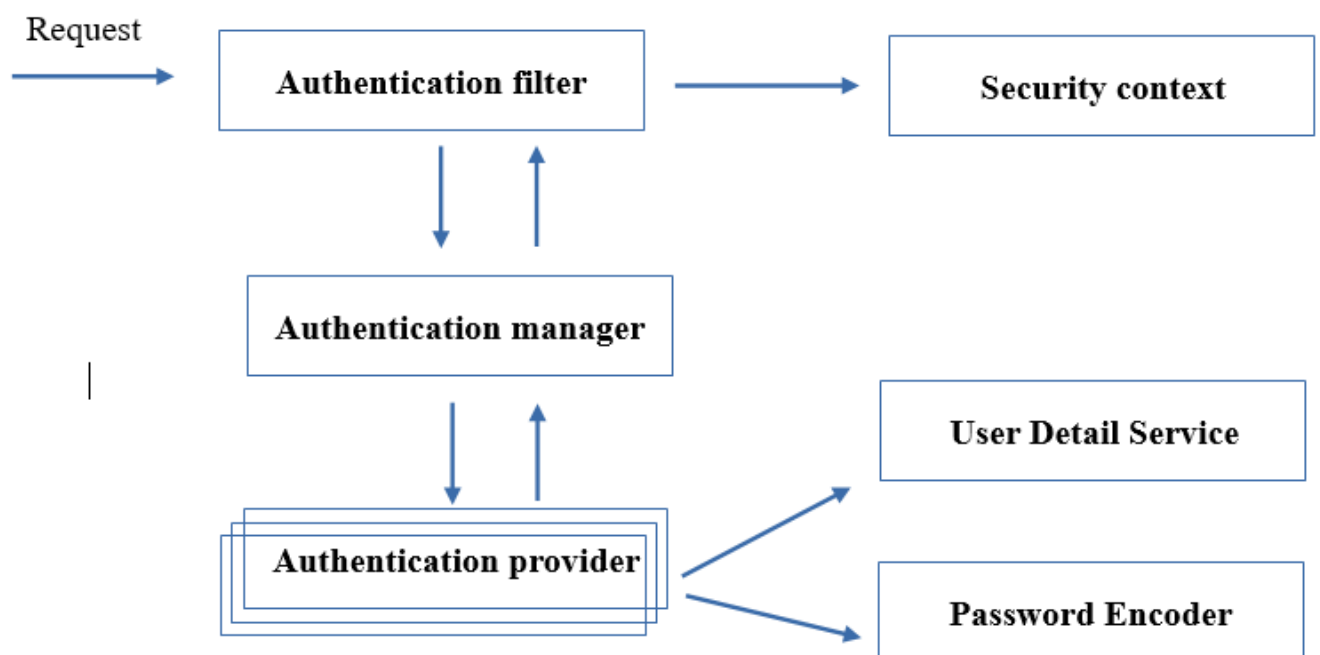 Request
Authentication filter
Security context
Authentication manager
User Detail Service
Authentication provider
Password Encoder